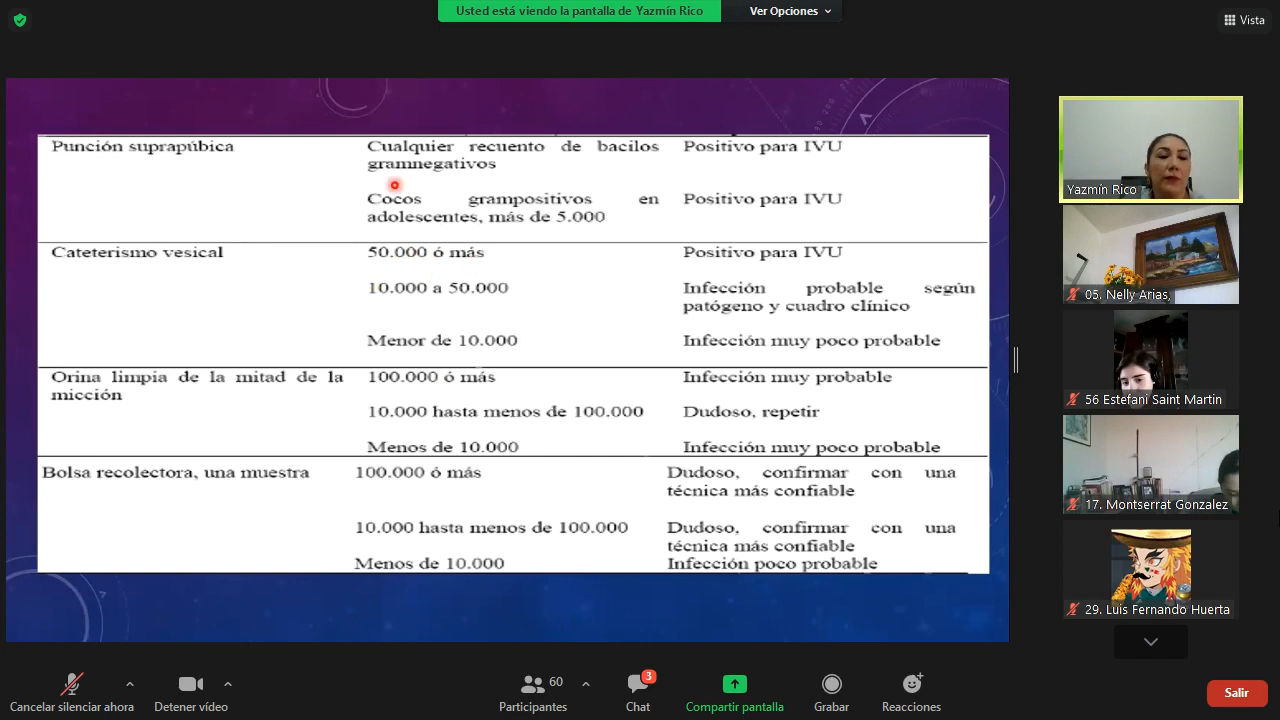 Usted está viendo la pantalla de Yazmín Rico
Ver Opciones
Vista
Punción suprapúbica
Cualquier recuento de bacilos
gramnegativos
Positivo para IVU
Cocos grampositivos en
adolescentes, más de 5.000
Positivo para IVU
Cateterismo vesical
50.000 ó más
Positivo para IVU
10.000 a 50.000
Infección probable según
patógeno y cuadro clínico
Menor de 10.000
Infección muy poco probable
Orina limpia de la mitad de la
micción
100.000 ó más
Infección muy probable
10.000 hasta menos de 100.000
Dudoso, repetir
Menos de 10.000
Infección muy poco probable
Bolsa recolectora, una muestra
100.000 ó más
Dudoso, confirmar con una
técnica más confiable
10.000 hasta menos de 100.000
Dudoso, confirmar con una
técnica más confiable
Menos de 10.000
Infección poco probable
Yazmín Rico
05. Nelly Arias,
56 Estefani Saint Martin
17. Montserrat Gonzalez
29. Luis Fernando Huerta
Cancelar silenciar ahora
Detener vídeo
60
Participantes
3
Chat
Compartir pantalla
Grabar
Reacciones
Salir